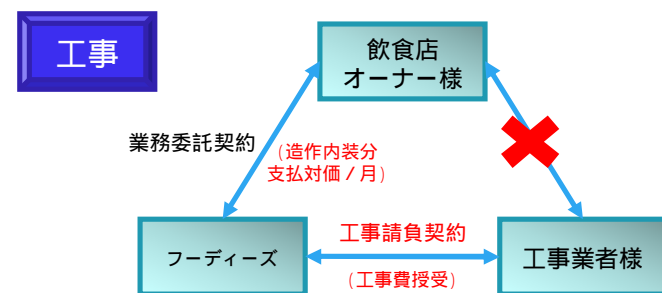 工事
飲食店
オーナー様
業務委託契約
(造作内装分
支払対価/月)
工事請負契約
フーディーズ
工事業者様
(工事費授受)